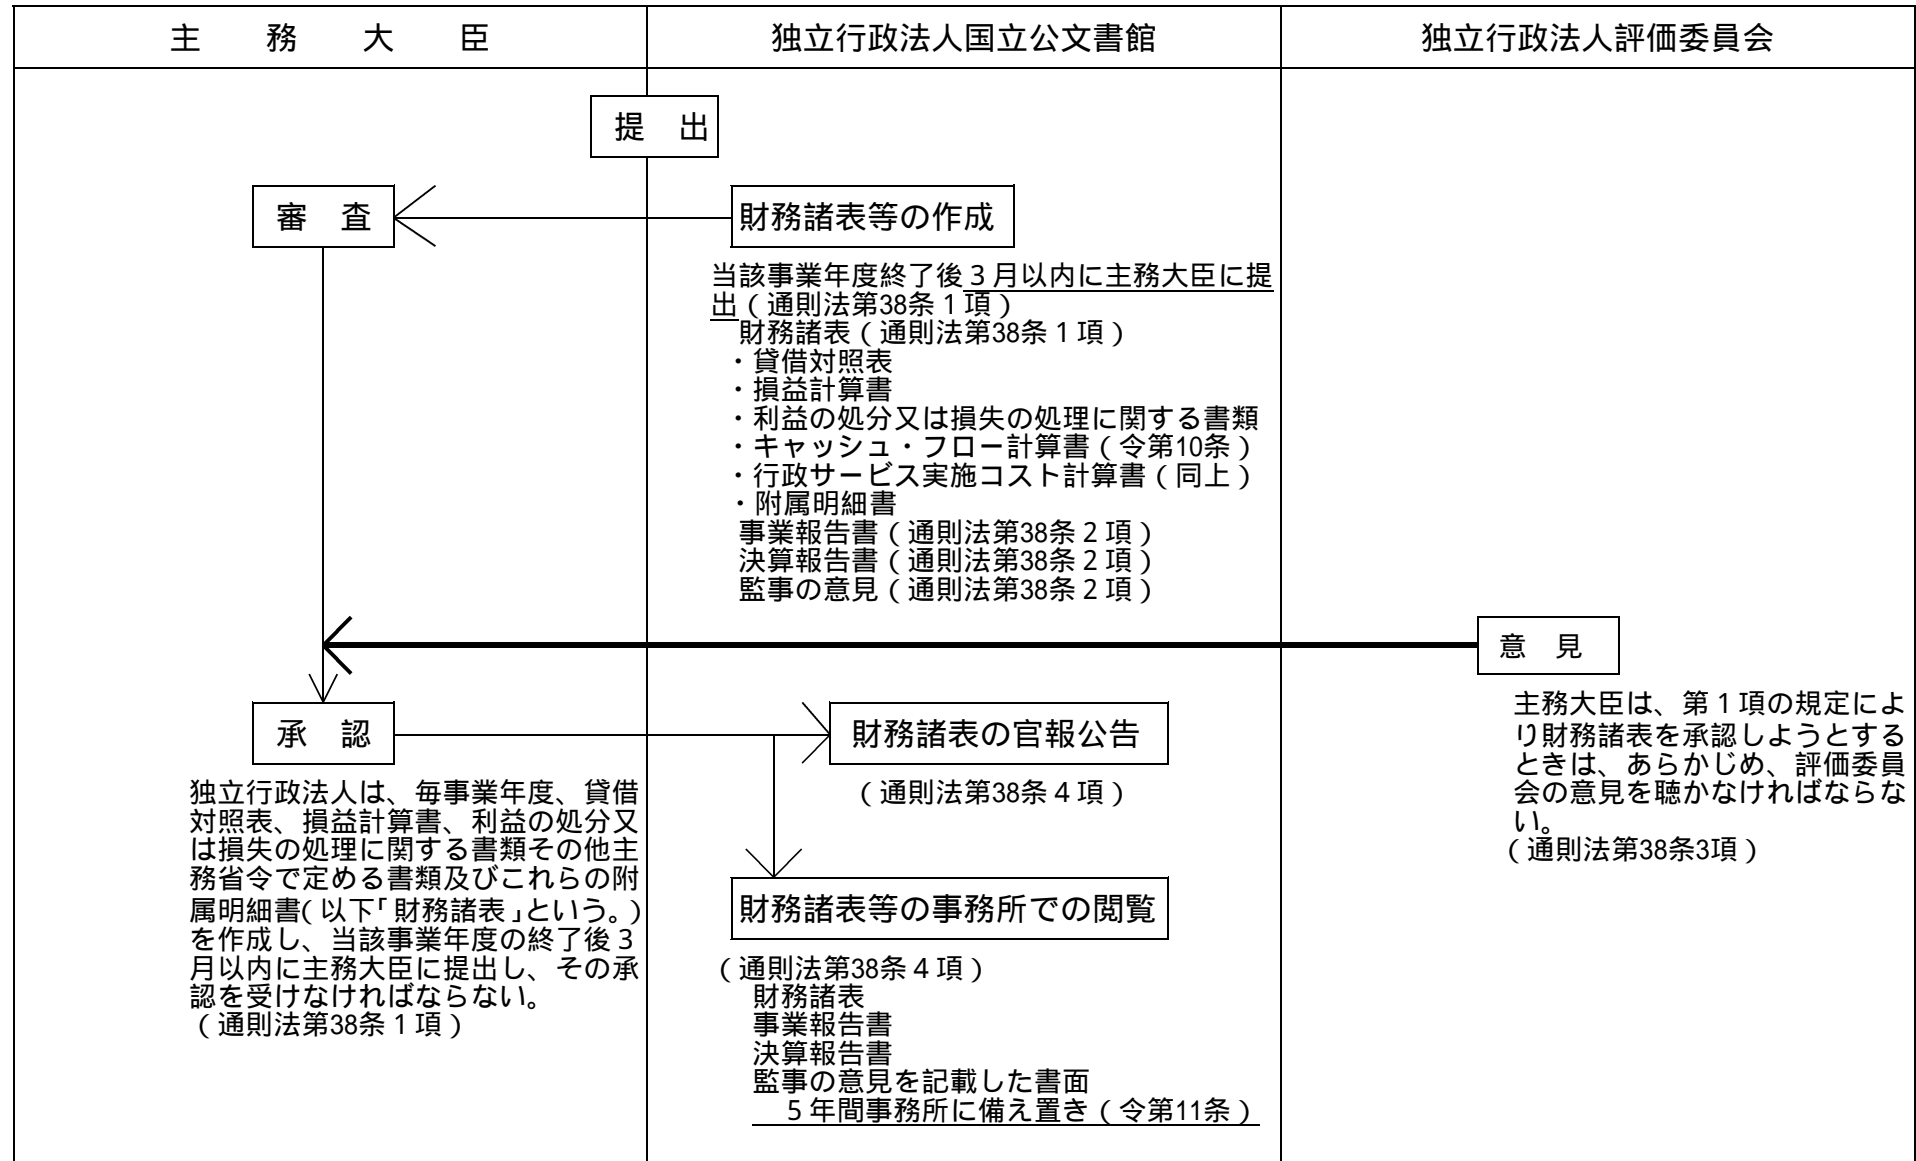 主　務　大　臣
独立行政法人国立公文書館
独立行政法人評価委員会
提　出
審　査
財務諸表等の作成
当該事業年度終了後３月以内に主務大臣に提
出（通則法第38条１項）
財務諸表（通則法第38条１項）
・貸借対照表
・損益計算書
・利益の処分又は損失の処理に関する書類
・キャッシュ・フロー計算書（令第10条）
・行政サービス実施コスト計算書（同上）
・附属明細書
事業報告書（通則法第38条２項）
決算報告書（通則法第38条２項）
監事の意見（通則法第38条２項）
意　見
主務大臣は、第１項の規定によ
り財務諸表を承認しようとする
ときは、あらかじめ、評価委員
会の意見を聴かなければならな
い。
（通則法第38条3項）
承　認
独立行政法人は、毎事業年度、貸借
対照表、損益計算書、利益の処分又
は損失の処理に関する書類その他主
務省令で定める書類及びこれらの附
属明細書（以下「財務諸表」という。）
を作成し、当該事業年度の終了後３
月以内に主務大臣に提出し、その承
認を受けなければならない。
（通則法第38条１項）
財務諸表の官報公告
（通則法第38条４項）
財務諸表等の事務所での閲覧
（通則法第38条４項）
財務諸表
事業報告書
決算報告書
監事の意見を記載した書面
５年間事務所に備え置き（令第11条）